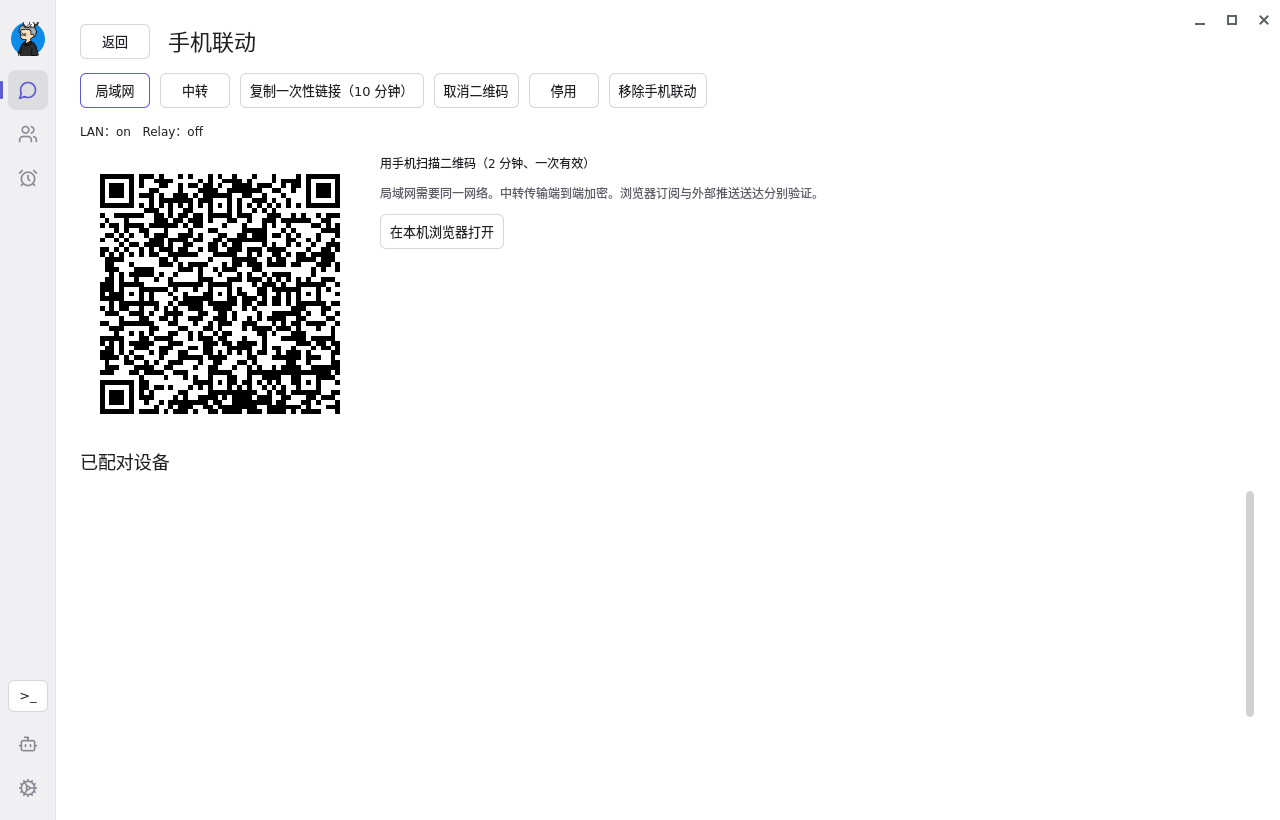 返回
手机联动
局域网
中转
复制一次性链接（10 分钟）
取消二维码
停用
移除手机联动
LAN：on Relay：off
用手机扫描二维码（2 分钟、一次有效）
局域网需要同一网络。中转传输端到端加密。浏览器订阅与外部推送送达分别验证。
在本机浏览器打开
已配对设备
>_